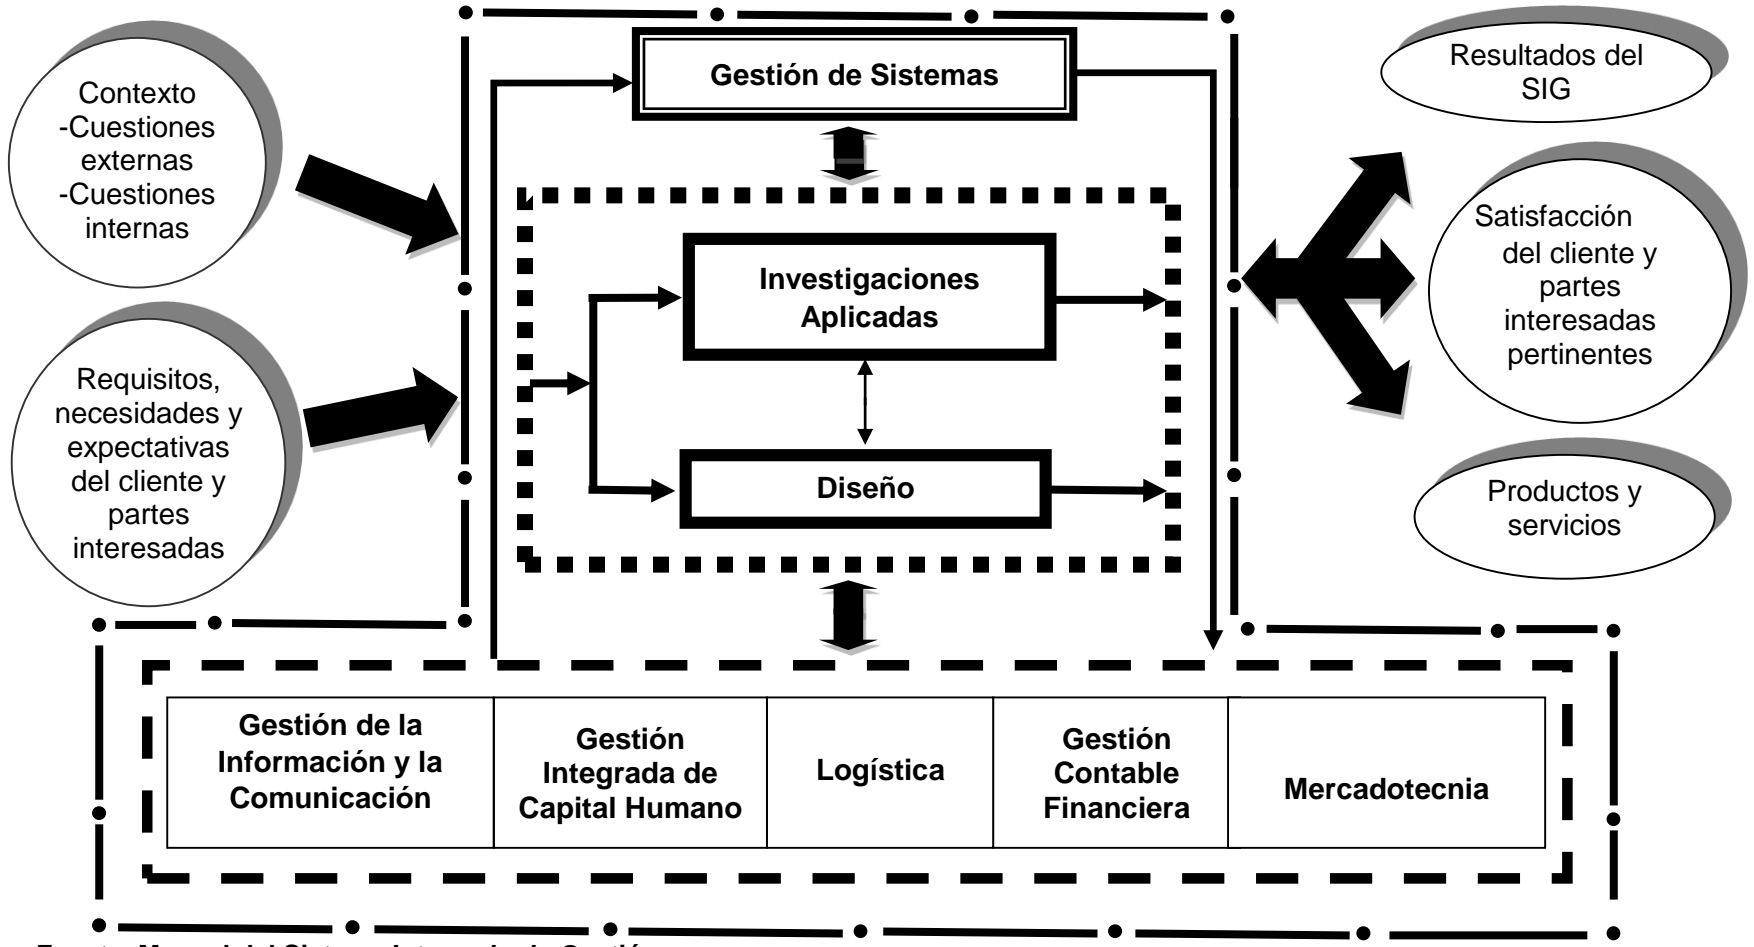 Contexto
-Cuestiones
externas
-Cuestiones
internas
Requisitos,
necesidades y
expectativas
del cliente y
partes
interesadas
Gestión de Sistemas
Investigaciones
Aplicadas
Diseño
Resultados del
SIG
Satisfacción
del cliente y
partes
interesadas
pertinentes
Productos y
servicios
Gestión de la
Información y la
Comunicación
Gestión
Integrada de
Capital Humano
Logística
Gestión
Contable
Financiera
Mercadotecnia